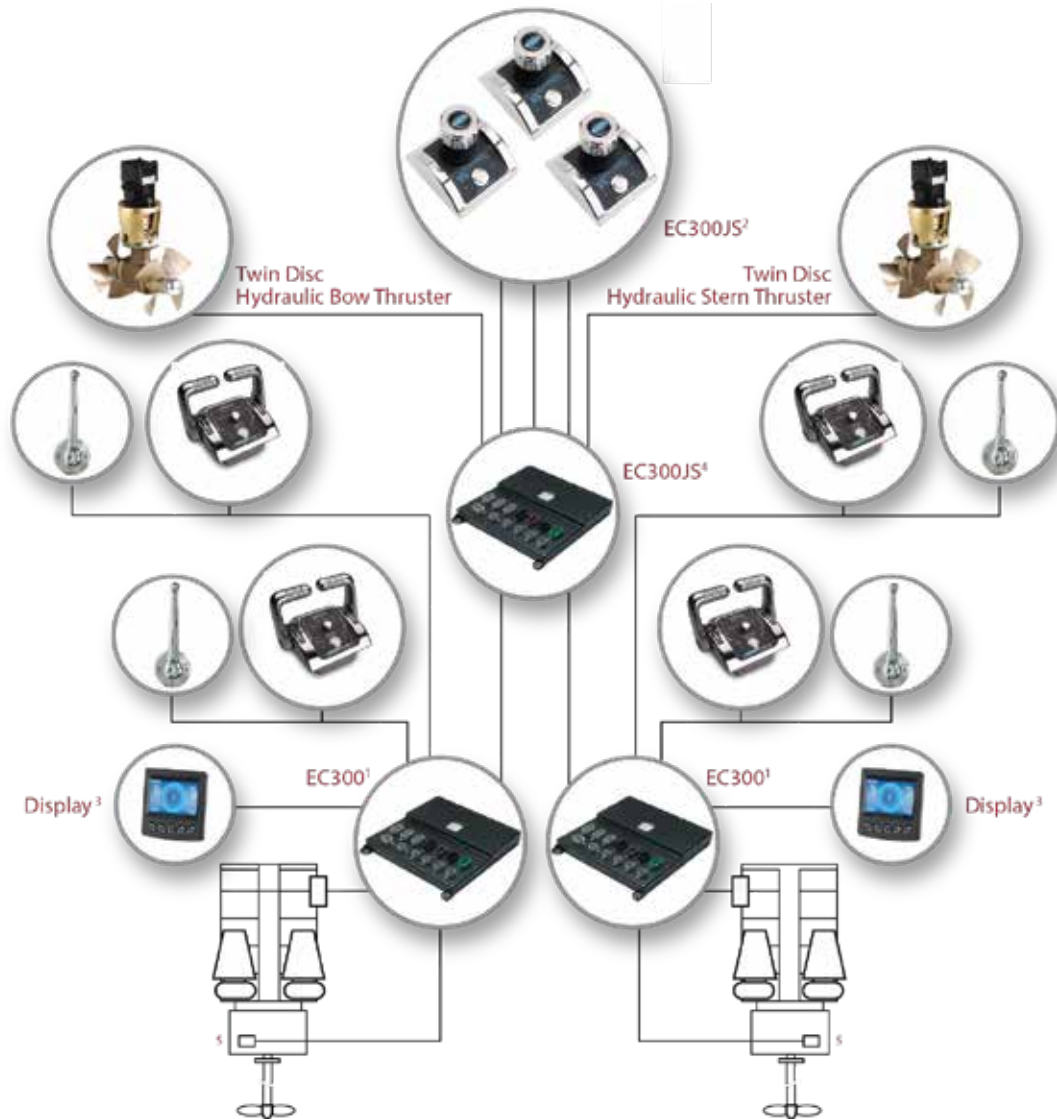 EC300JS²
Twin Disc
Hydraulic Bow Thruster
Twin Disc
Hydraulic Stern Thruster
EC300JS⁴
EC300¹
EC300¹
Display³
Display³
5
5